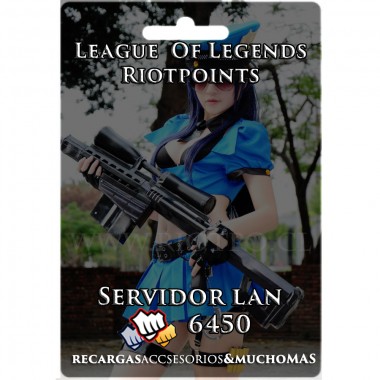 League Of Legends
Riotpoints
Servidor LAN
6450
RECARGASACCSESORIOS&MUCHOMAS